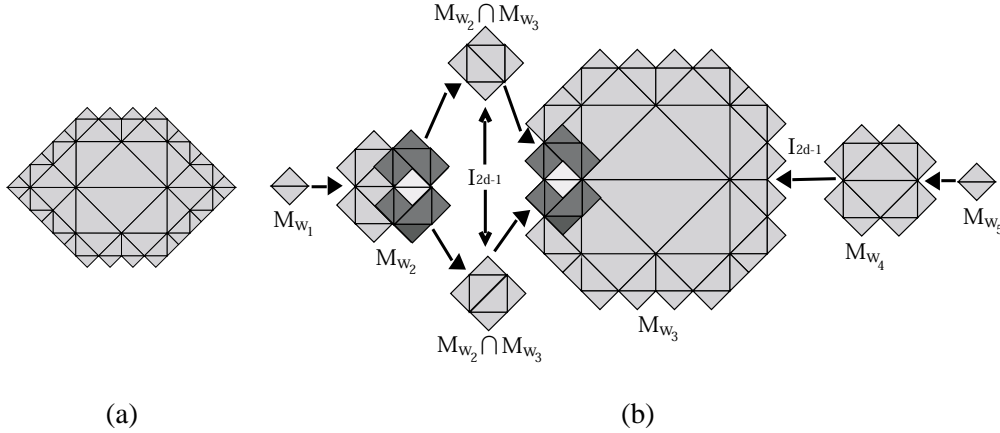 M_{w_2} ⋂ M_{w_3}
I_{2d-1}
I_{2d-1}
M_{w_1}
M_{w_2}
M_{w_3}
M_{w_4}
M_{w_5}
M_{w_2} ⋂ M_{w_3}
(a)
(b)